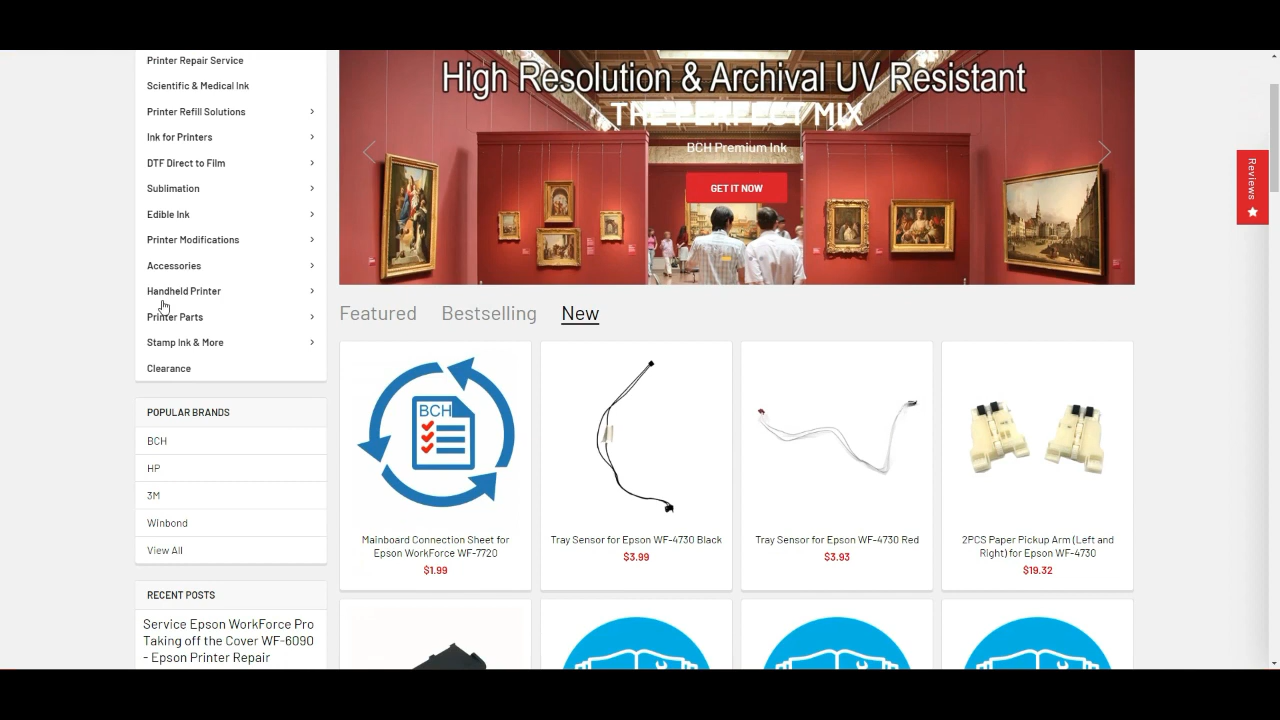 Printer Repair Service
Scientific & Medical Ink
Printer Refill Solutions
Ink for Printers
DTF Direct to Film
Sublimation
Edible Ink
Printer Modifications
Accessories
Handheld Printer
Printer Parts
Stamp Ink & More
Clearance
POPULAR BRANDS
BCH
HP
3M
Winbond
View All
RECENT POSTS
Service Epson WorkForce Pro
Taking off the Cover WF-6090
- Epson Printer Repair
High Resolution & Archival UV Resistant
THE PERFECT MIX
BCH Premium Ink
GET IT NOW
Featured Bestselling New
BCH
Mainboard Connection Sheet for
Epson WorkForce WF-7720
$1.99
Tray Sensor for Epson WF-4730 Black
$3.99
Tray Sensor for Epson WF-4730 Red
$3.93
2PCS Paper Pickup Arm (Left and
Right) for Epson WF-4730
$19.32
Reviews